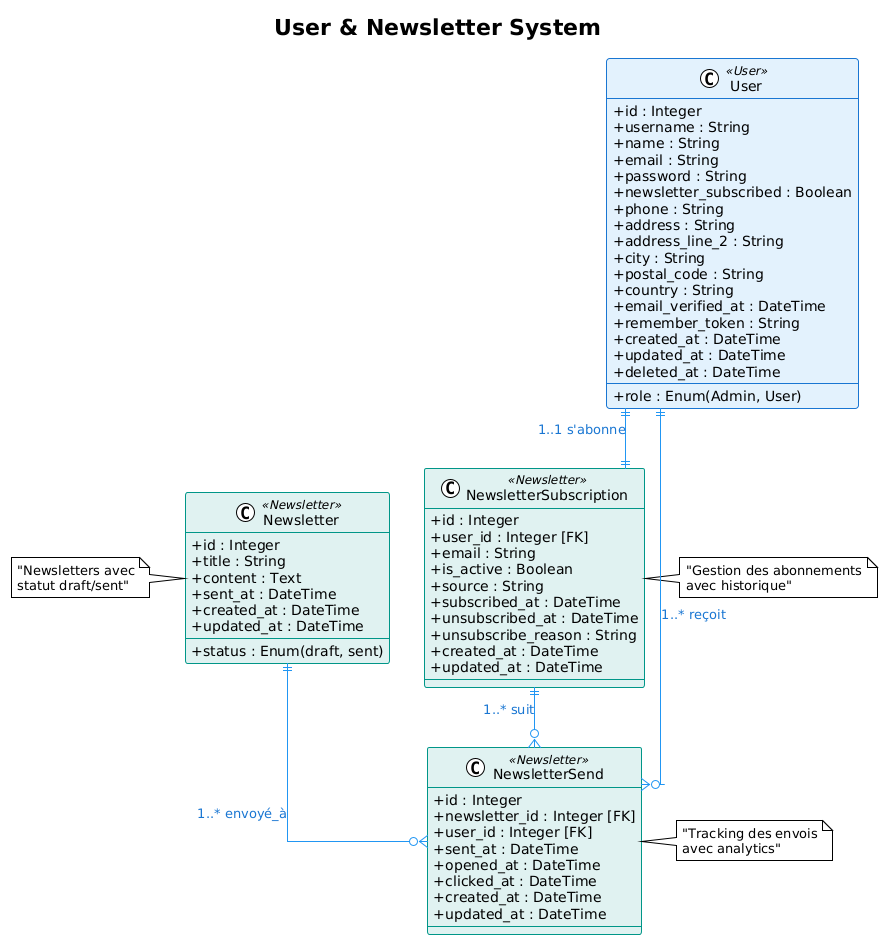 User & Newsletter System
C
«User»
User
+id : Integer
+username : String
+name : String
+email : String
+password : String
+newsletter_subscribed : Boolean
+phone : String
+address : String
+address_line_2 : String
+city : String
+postal_code : String
+country : String
+email_verified_at : DateTime
+remember_token : String
+created_at : DateTime
+updated_at : DateTime
+deleted_at : DateTime
+role : Enum(Admin, User)
1..1 s'abonne
C
«Newsletter»
Newsletter
+id : Integer
+title : String
+content : Text
+sent_at : DateTime
+created_at : DateTime
+updated_at : DateTime
+status : Enum(draft, sent)
"Newsletters avec
statut draft/sent"
C
«Newsletter»
NewsletterSubscription
+id : Integer
+user_id : Integer [FK]
+email : String
+is_active : Boolean
+source : String
+subscribed_at : DateTime
+unsubscribed_at : DateTime
+unsubscribe_reason : String
+created_at : DateTime
+updated_at : DateTime
"Gestion des abonnements
avec historique"
1..* reçoit
1..* suit
1..* envoyé_à
C
«Newsletter»
NewsletterSend
+id : Integer
+newsletter_id : Integer [FK]
+user_id : Integer [FK]
+sent_at : DateTime
+opened_at : DateTime
+clicked_at : DateTime
+created_at : DateTime
+updated_at : DateTime
"Tracking des envois
avec analytics"